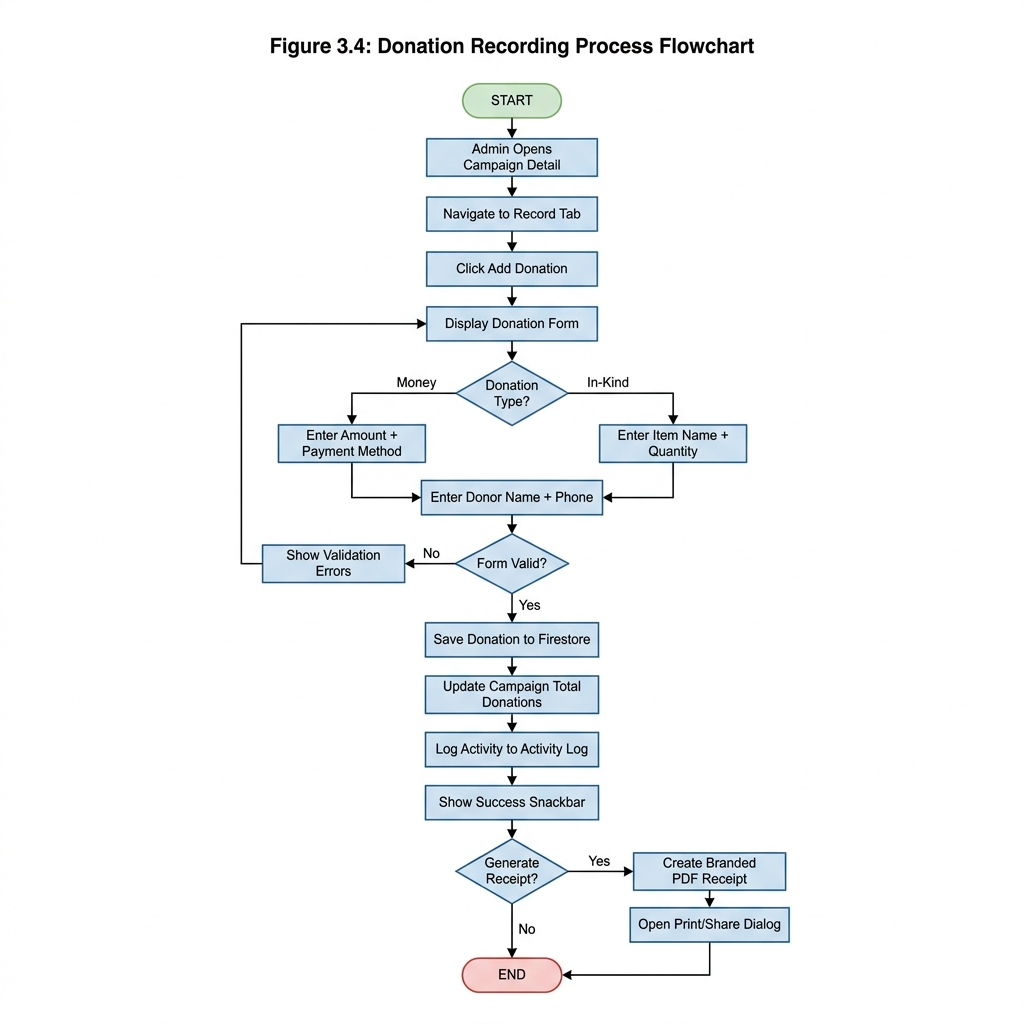 Figure 3.4: Donation Recording Process Flowchart
START
Admin Opens
Campaign Detail
Navigate to Record Tab
Click Add Donation
Display Donation Form
Money
Donation
Type?
In-Kind
Enter Amount +
Payment Method
Enter Item Name +
Quantity
Enter Donor Name + Phone
Show Validation
Errors
No
Form Valid?
Yes
Save Donation to Firestore
Update Campaign Total
Donations
Log Activity to Activity Log
Show Success Snackbar
Generate
Receipt?
Yes
Create Branded
PDF Receipt
Open Print/Share Dialog
No
END